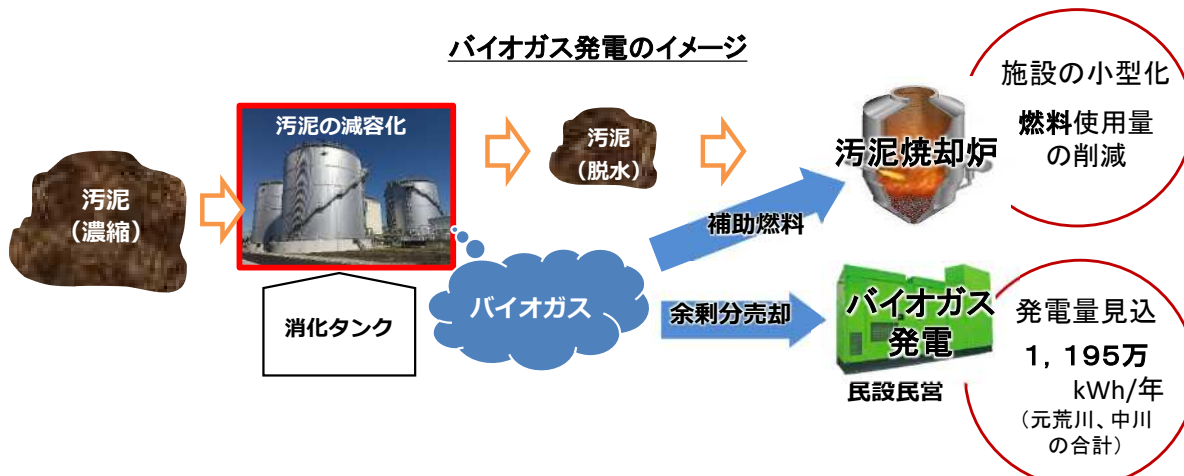 バイオガス発電のイメージ
汚泥
（濃縮）
汚泥の減容化
消化タンク
汚泥
（脱水）
バイオガス
補助燃料
余剰分売却
汚泥焼却炉
施設の小型化
燃料使用量
の削減
バイオガス
発電
民設民営
発電量見込
１，１９５万
kWh/年
（元荒川、中川
の合計）